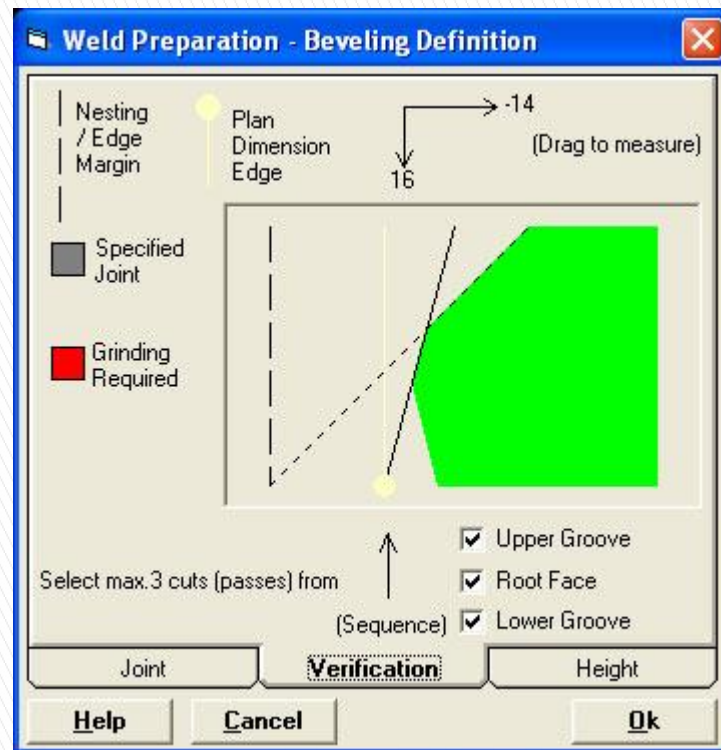 Weld Preparation - Beveling Definition
Nesting
/ Edge
Margin
Plan
Dimension
Edge
-14
16
(Drag to measure)
Specified
Joint
Grinding
Required
Select max.3 cuts (passes) from
(Sequence)
Upper Groove
Root Face
Lower Groove
Joint
Verification
Height
Help
Cancel
Ok